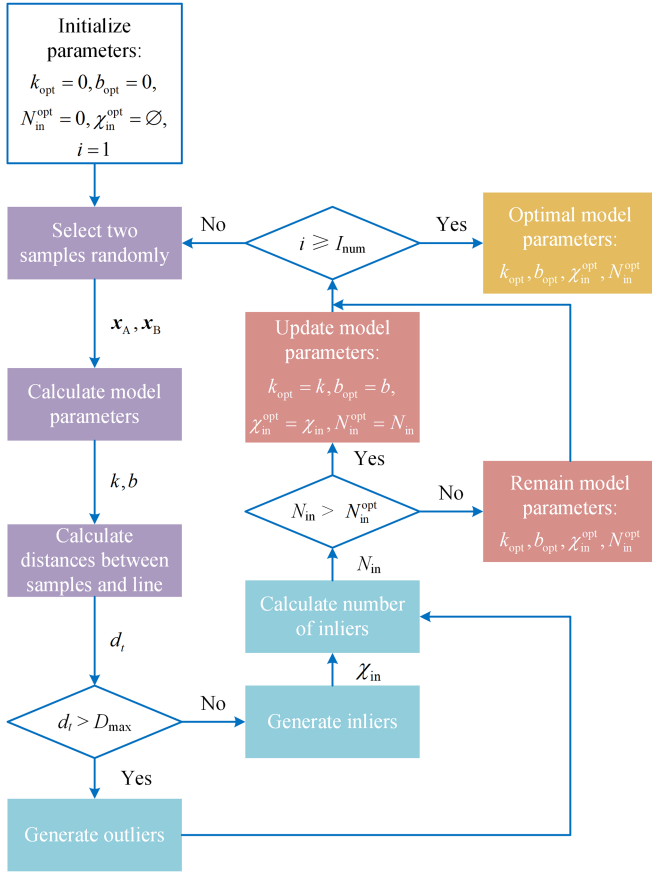 Initialize
parameters:
k_opt = 0, b_opt = 0,
N_in^opt = 0, χ_in^opt = ∅,
i = 1
Select two
samples randomly
x_A, x_B
Calculate model
parameters
k, b
Calculate
distances between
samples and line
d_t
d_t > D_max
No
Yes
Generate outliers
Generate inliers
χ_in
Calculate number
of inliers
N_in
N_in > N_in^opt
Yes
No
Update model
parameters:
k_opt = k, b_opt = b,
χ_in^opt = χ_in, N_in^opt = N_in
Remain model
parameters:
k_opt, b_opt, χ_in^opt, N_in^opt
i ⩾ I_num
No
Yes
Optimal model
parameters:
k_opt, b_opt, χ_in^opt, N_in^opt